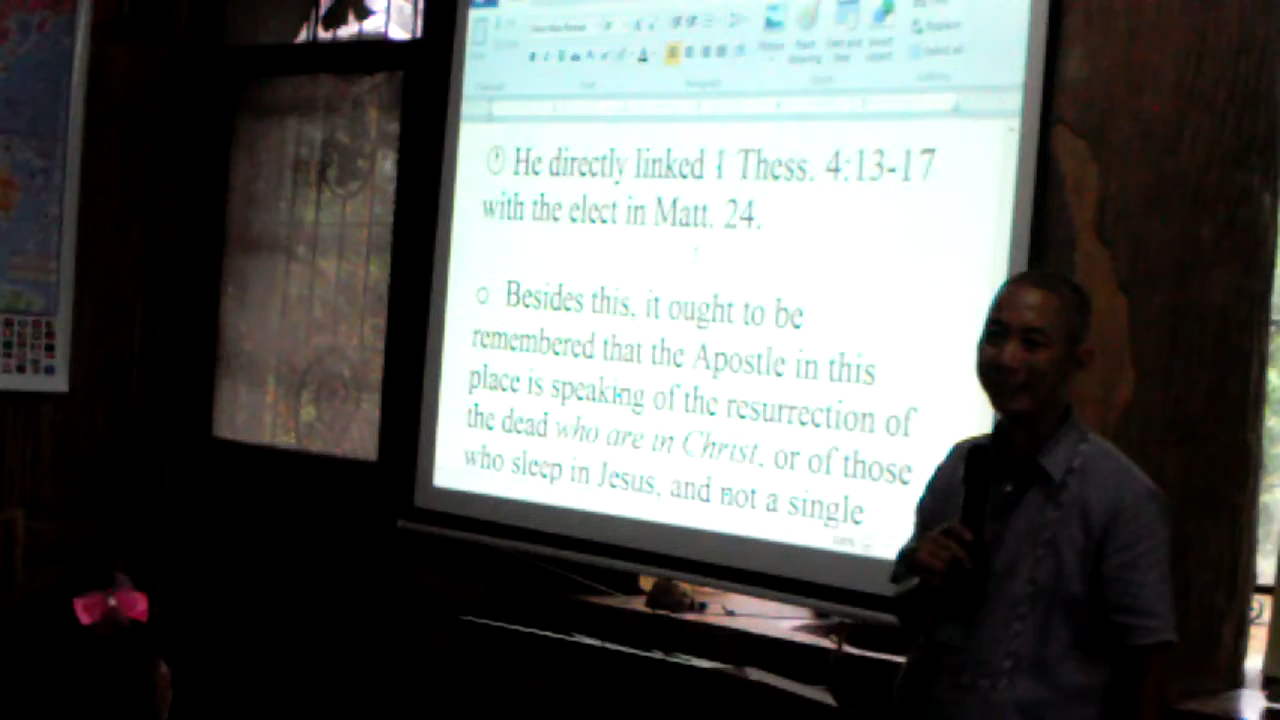 He directly linked 1 Thess. 4:13-17
with the elect in Matt. 24.
Besides this, it ought to be
remembered that the Apostle in this
place is speaking of the resurrection of
the dead who are in Christ, or of those
who sleep in Jesus, and not a single